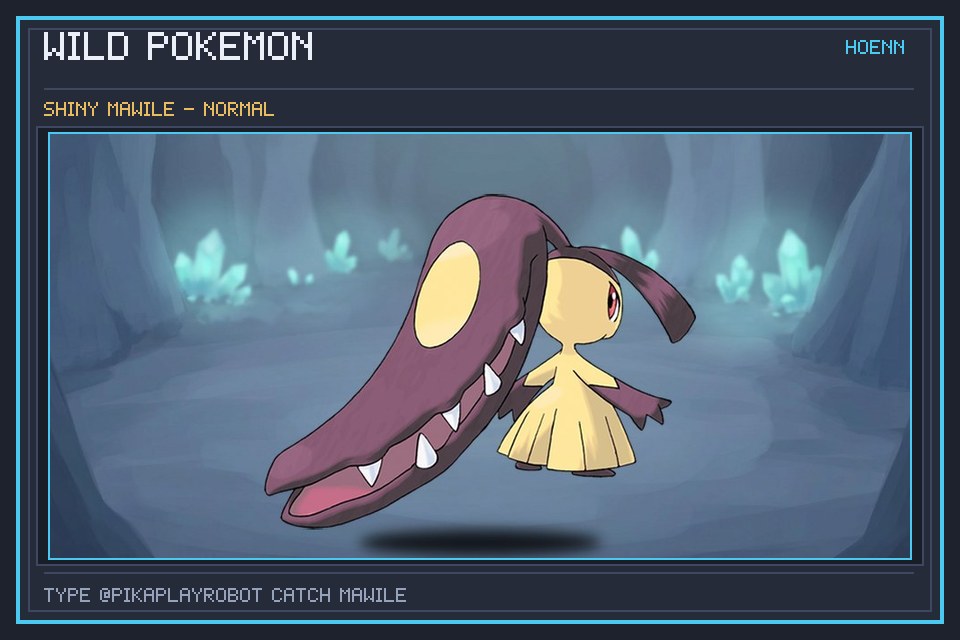 WILD POKEMON
HOENN
SHINY MAWILE - NORMAL
TYPE @PIKAPLAYROBOT CATCH MAWILE